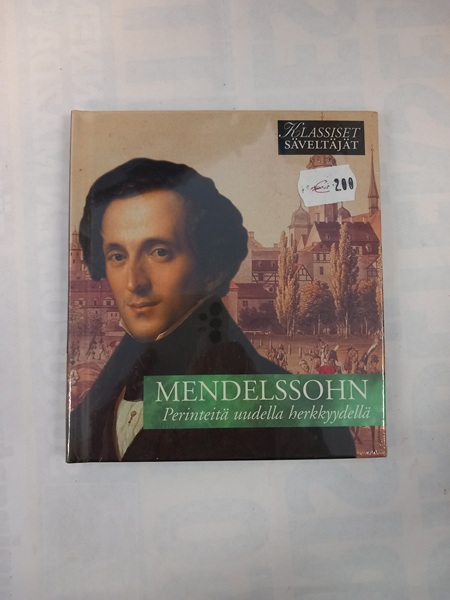 KLASSISET
SÄVELTÄJÄT
200
MENDELSSOHN
Perinteitä uudella herkkyydellä